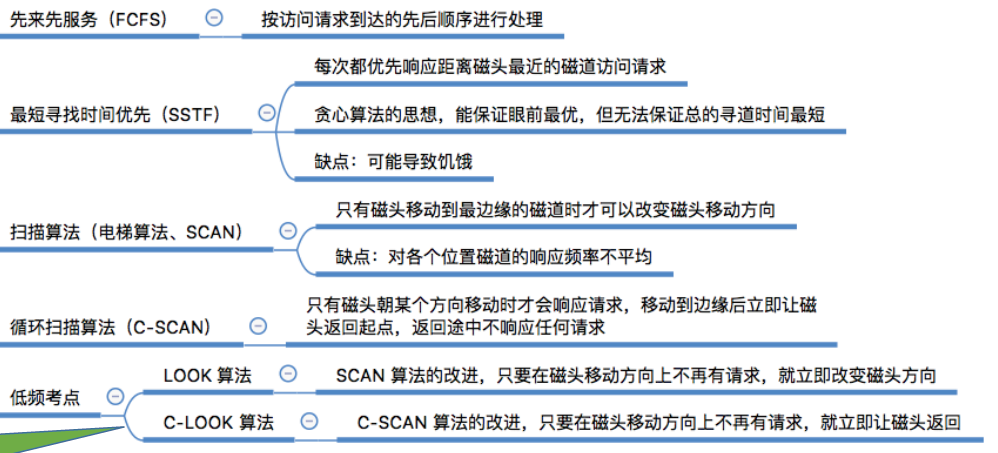 先来先服务（FCFS）
按访问请求到达的先后顺序进行处理
每次都优先响应距离磁头最近的磁道访问请求
最短寻找时间优先（SSTF）
贪心算法的思想，能保证眼前最优，但无法保证总的寻道时间最短
缺点：可能导致饥饿
只有磁头移动到最边缘的磁道时才可以改变磁头移动方向
扫描算法（电梯算法、SCAN）
缺点：对各个位置磁道的响应频率不平均
只有磁头朝某个方向移动时才会响应请求，移动到边缘后立即让磁
头返回起点，返回途中不响应任何请求
循环扫描算法（C-SCAN）
LOOK 算法
SCAN 算法的改进，只要在磁头移动方向上不再有请求，就立即改变磁头方向
低频考点
C-LOOK 算法
C-SCAN 算法的改进，只要在磁头移动方向上不再有请求，就立即让磁头返回